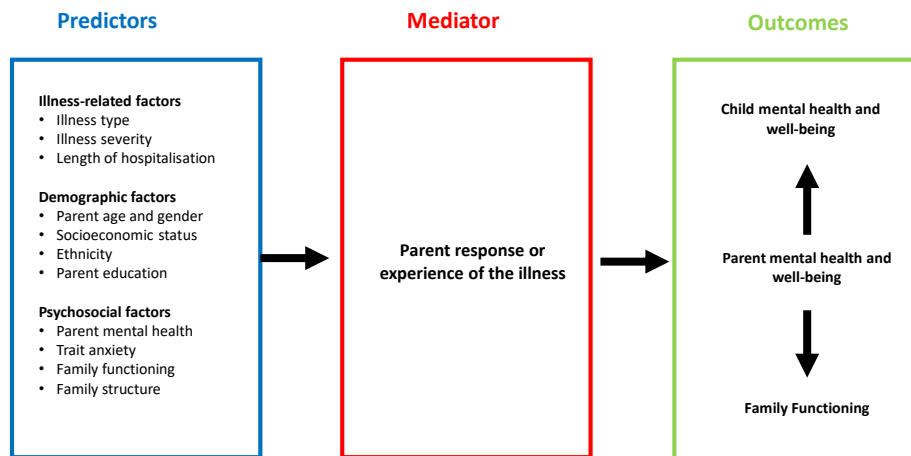 Predictors
Mediator
Outcomes
Illness-related factors
• Illness type
• Illness severity
• Length of hospitalisation
Demographic factors
• Parent age and gender
• Socioeconomic status
• Ethnicity
• Parent education
Psychosocial factors
• Parent mental health
• Trait anxiety
• Family functioning
• Family structure
Parent response or
experience of the illness
Child mental health and
well-being
Parent mental health and
well-being
Family Functioning